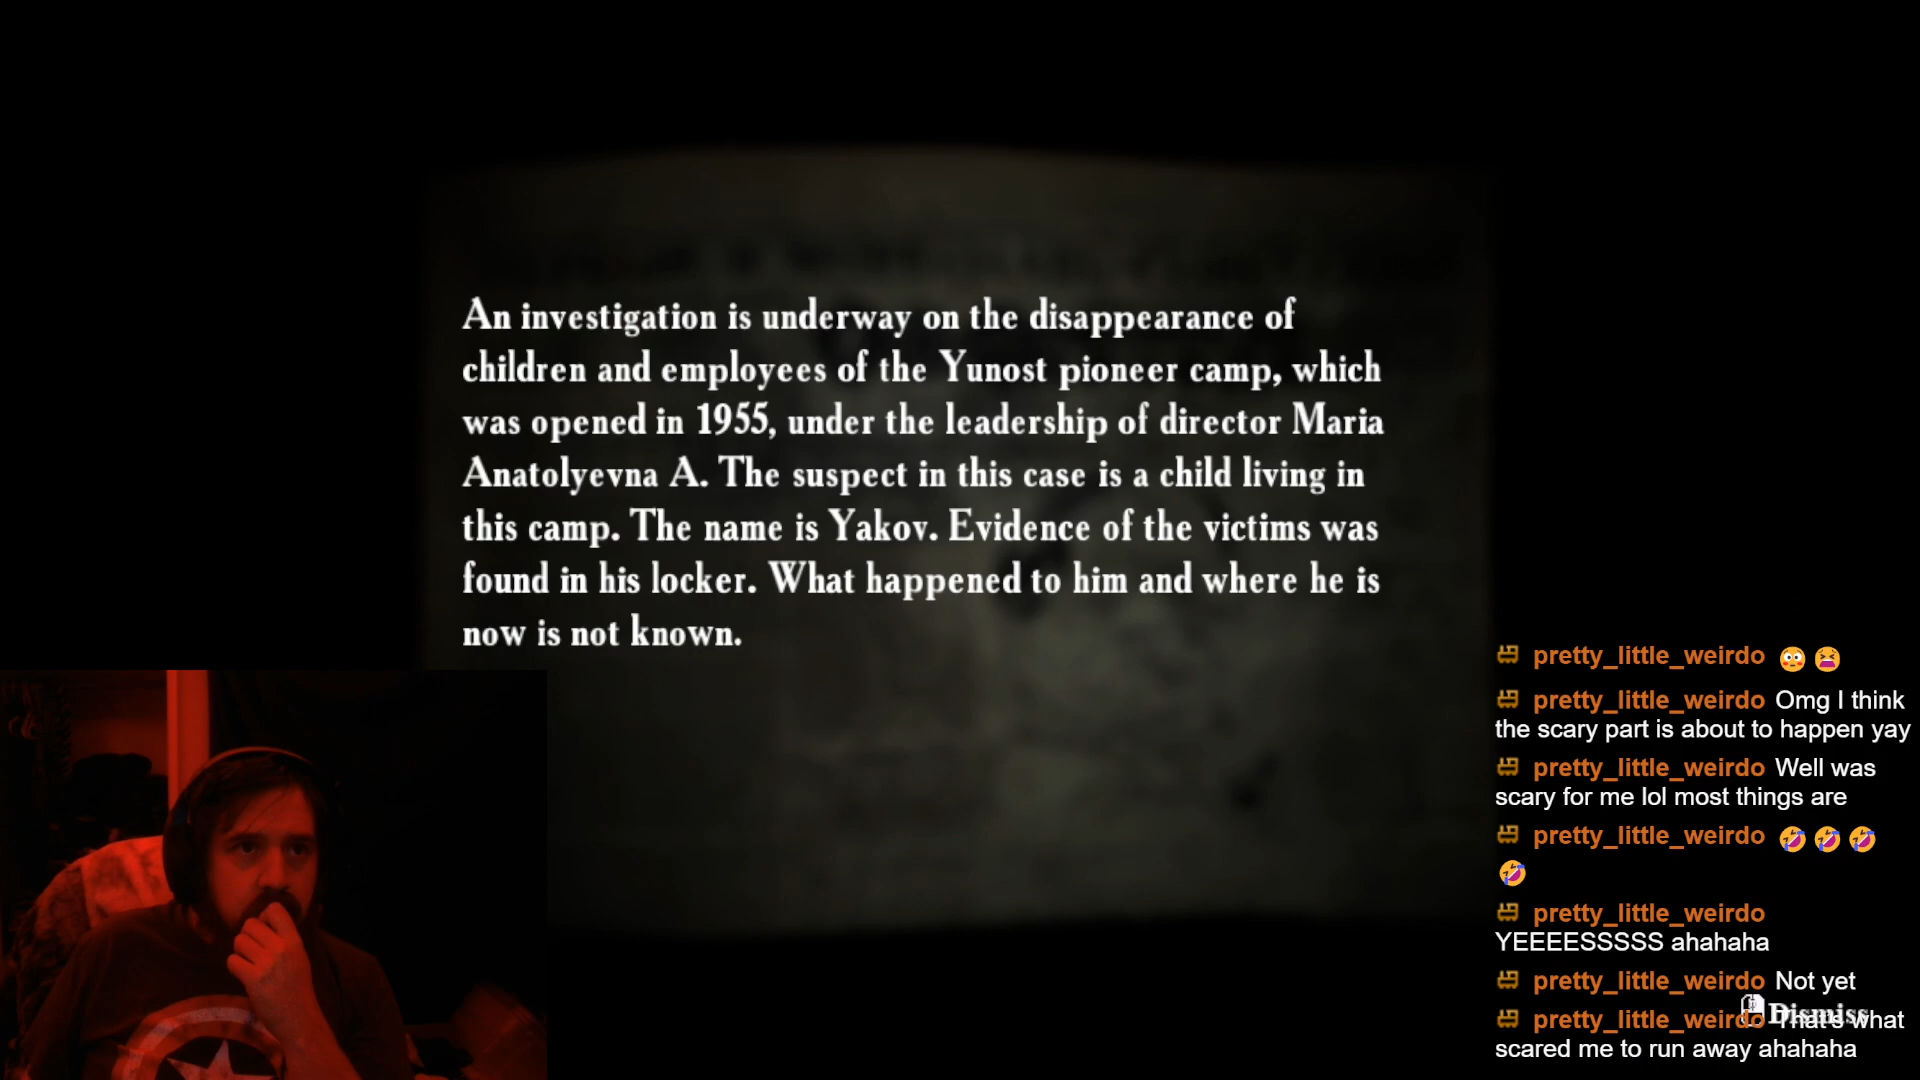 An investigation is underway on the disappearance of
children and employees of the Yunost pioneer camp, which
was opened in 1955, under the leadership of director Maria
Anatolyevna A. The suspect in this case is a child living in
this camp. The name is Yakov. Evidence of the victims was
found in his locker. What happened to him and where he is
now is not known.
pretty_little_weirdo 😳 😫
pretty_little_weirdo Omg I think
the scary part is about to happen yay
pretty_little_weirdo Well was
scary for me lol most things are
pretty_little_weirdo 🤣 🤣 🤣
🤣
pretty_little_weirdo
YEEEESSSSS ahahaha
pretty_little_weirdo Not yet
Dismiss
pretty_little_weirdo That's what
scared me to run away ahahaha